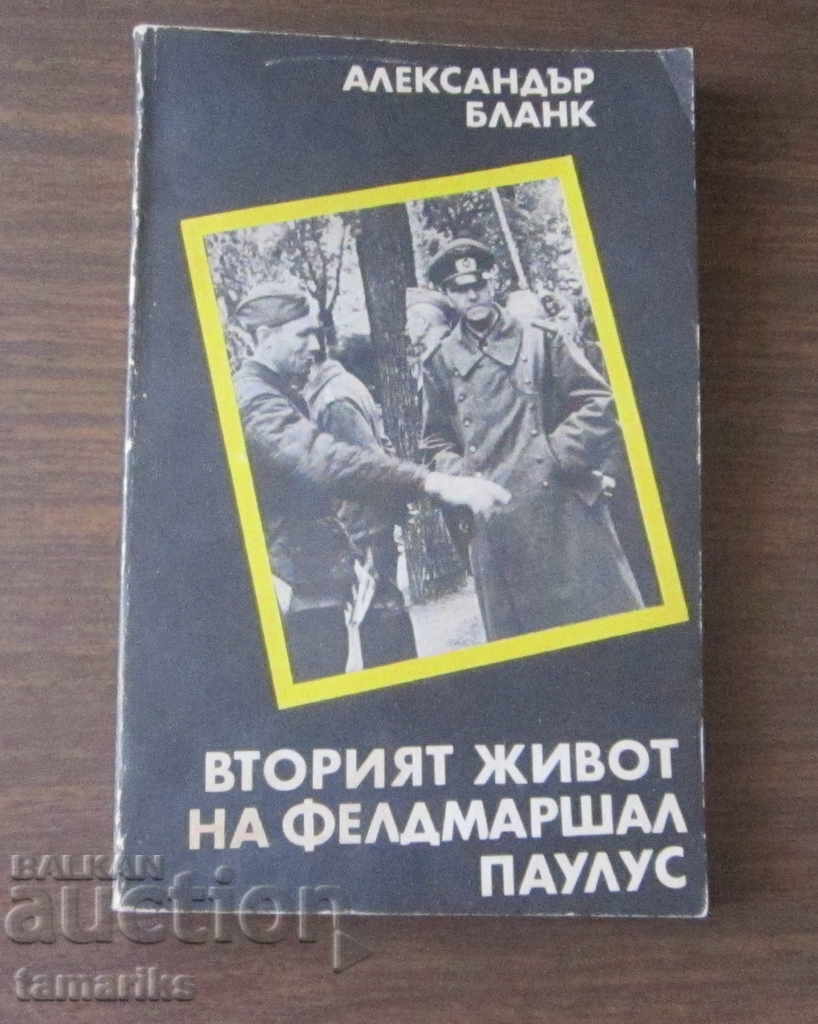 АЛЕКСАНДЪР
БЛАНК
ВТОРИЯТ ЖИВОТ
НА ФЕЛДМАРШАЛ
ПАУЛУС
BALKAN
auction
tamariks